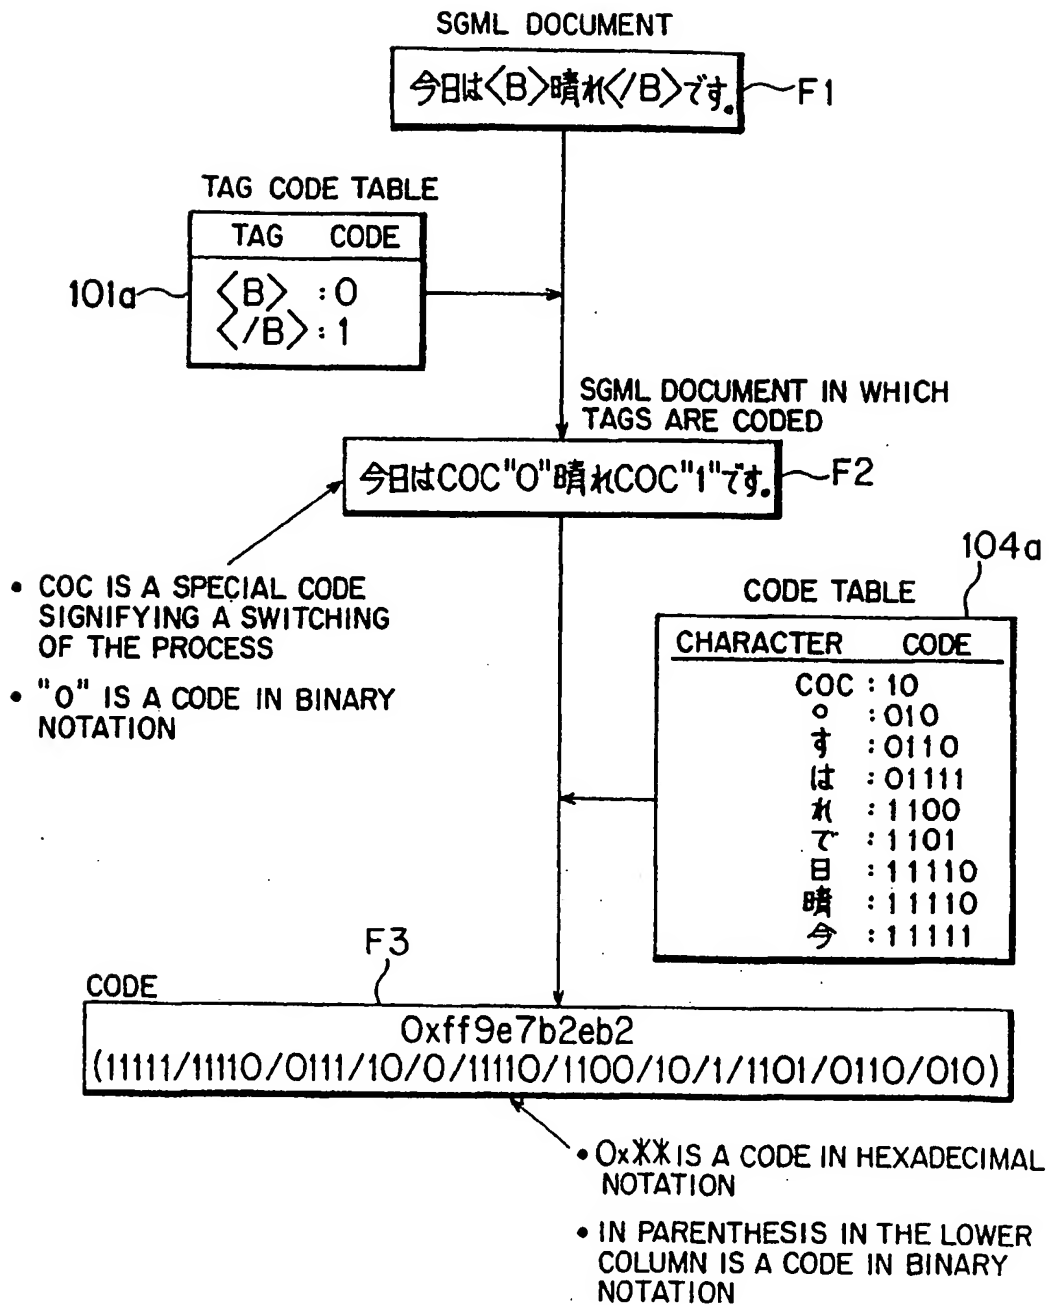 SGML DOCUMENT
今日は<B>晴れ</B>です。
F1
TAG CODE TABLE
TAG CODE
101a
<B> :0
</B>:1
SGML DOCUMENT IN WHICH
TAGS ARE CODED
今日はCOC"0"晴れCOC"1"です。
F2
• COC IS A SPECIAL CODE
SIGNIFYING A SWITCHING
OF THE PROCESS
• "0" IS A CODE IN BINARY
NOTATION
104a
CODE TABLE
CHARACTER CODE
COC :10
。 :010
す :0110
は :01111
れ :1100
で :1101
日 :11110
晴 :11110
今 :11111
F3
CODE
0xff9e7b2eb2
(11111/11110/0111/10/0/11110/1100/10/1/1101/0110/010)
• 0x** IS A CODE IN HEXADECIMAL
NOTATION
• IN PARENTHESIS IN THE LOWER
COLUMN IS A CODE IN BINARY
NOTATION